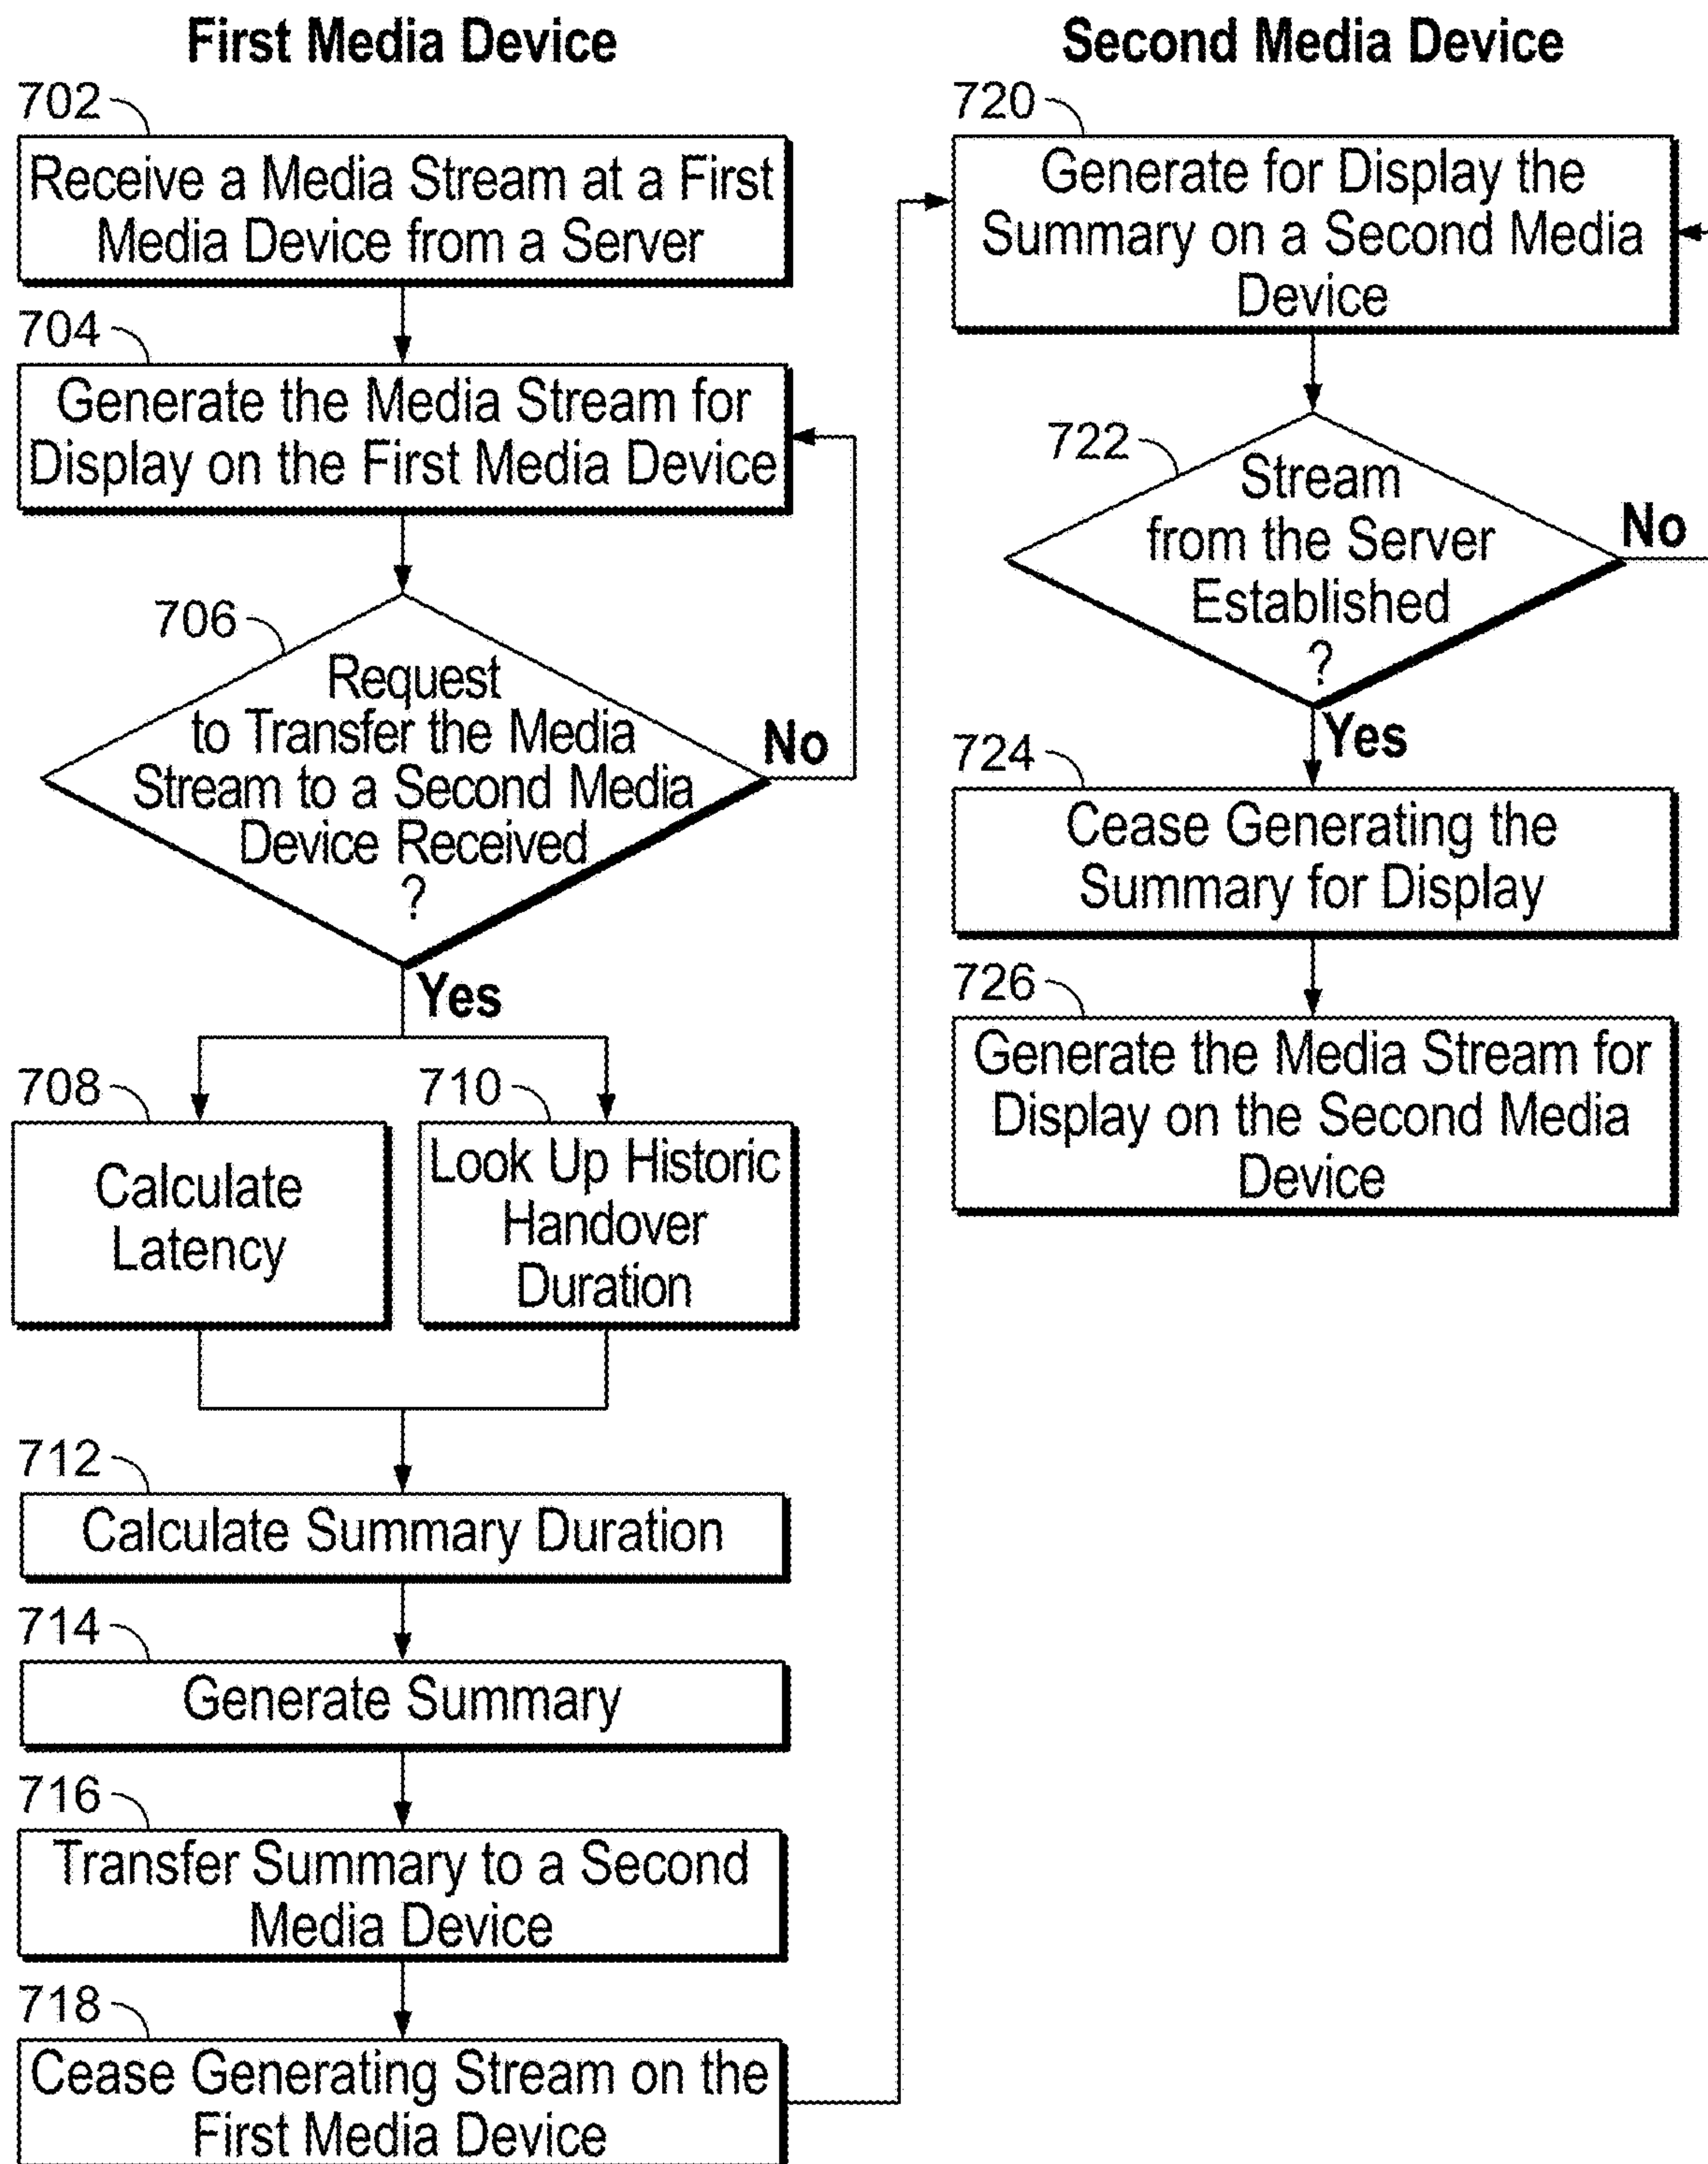 First Media Device
702
Receive a Media Stream at a First
Media Device from a Server
704
Generate the Media Stream for
Display on the First Media Device
706
Request
to Transfer the Media
Stream to a Second Media
Device Received
?
No
Yes
708
Calculate
Latency
710
Look Up Historic
Handover
Duration
712
Calculate Summary Duration
714
Generate Summary
716
Transfer Summary to a Second
Media Device
718
Cease Generating Stream on the
First Media Device
Second Media Device
720
Generate for Display the
Summary on a Second Media
Device
722
Stream
from the Server
Established
?
No
Yes
724
Cease Generating the
Summary for Display
726
Generate the Media Stream for
Display on the Second Media
Device